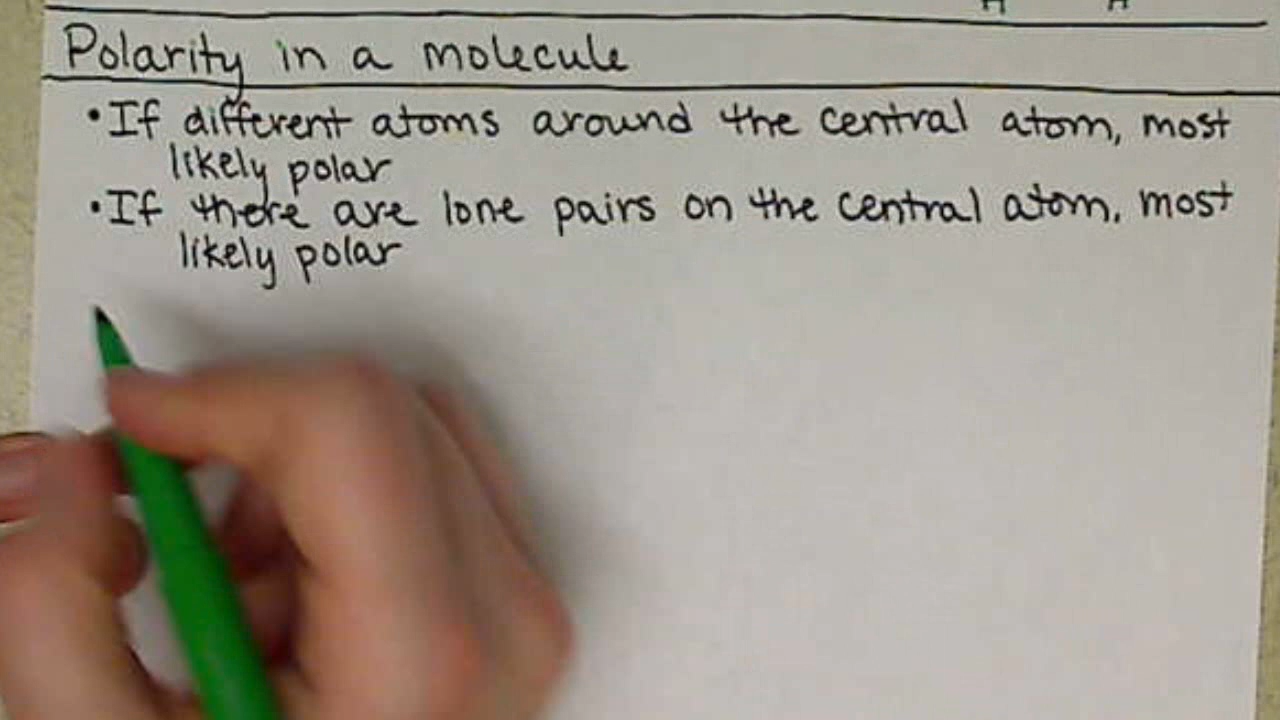 H H
Polarity in a molecule
•If different atoms around the central atom, most
likely polar
•If there are lone pairs on the central atom, most
likely polar